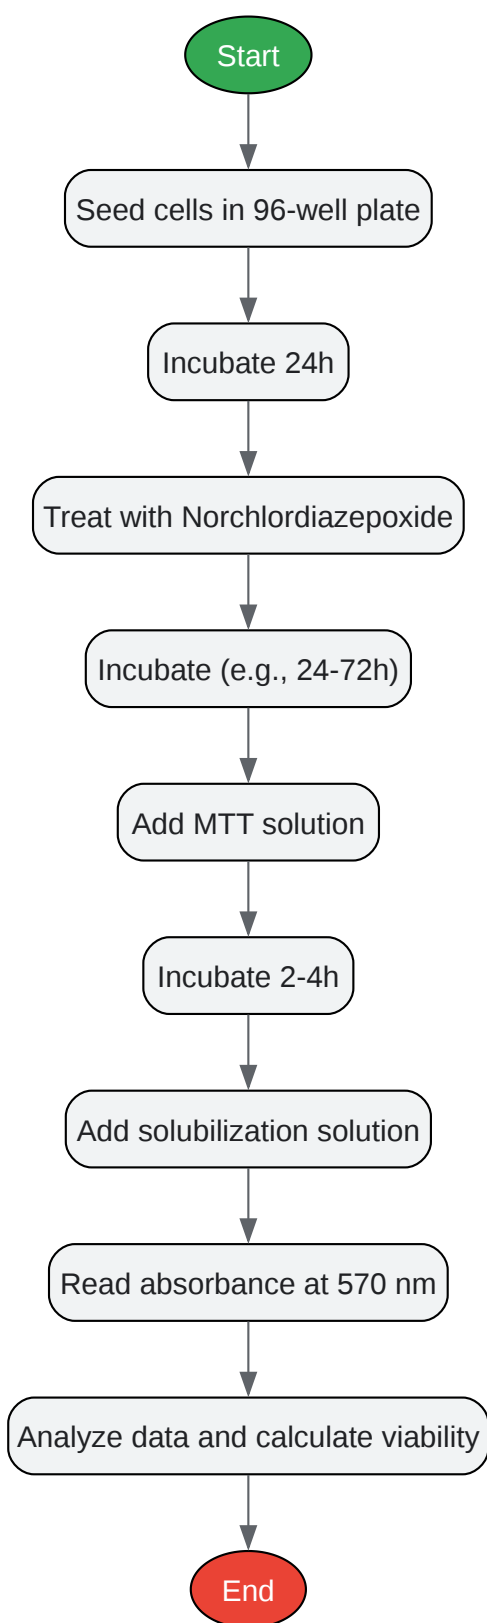 Start
Seed cells in 96-well plate
Incubate 24h
Treat with Norchlordiazepoxide
Incubate (e.g., 24-72h)
Add MTT solution
Incubate 2-4h
Add solubilization solution
Read absorbance at 570 nm
Analyze data and calculate viability
End